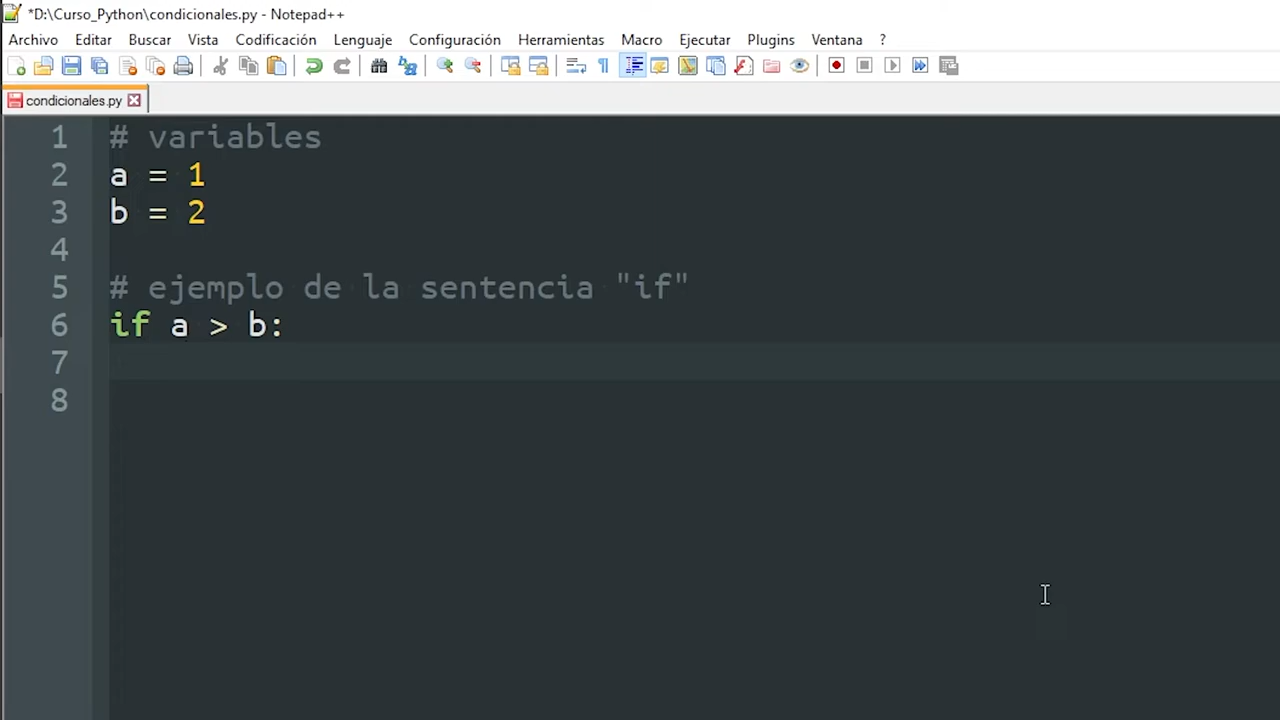 *D:\Curso_Python\condicionales.py - Notepad++
Archivo Editar Buscar Vista Codificación Lenguaje Configuración Herramientas Macro Ejecutar Plugins Ventana ?
condicionales.py
1 # variables
2 a = 1
3 b = 2
4
5 # ejemplo de la sentencia "if"
6 if a > b:
7
8